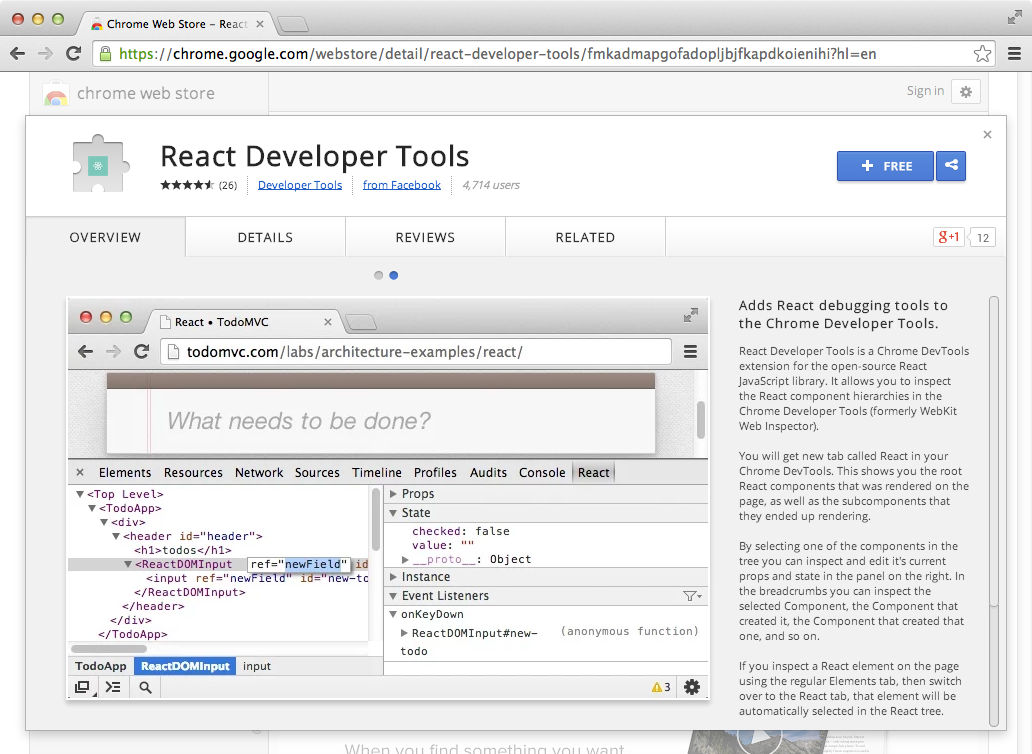 Chrome Web Store – React
https://chrome.google.com/webstore/detail/react-developer-tools/fmkadmapgofadopljbjfkapdkoienihi?hl=en
chrome web store
Sign in
React Developer Tools
(26)
Developer Tools
from Facebook
4,714 users
FREE
OVERVIEW
DETAILS
REVIEWS
RELATED
g+1
12
React • TodoMVC
todomvc.com/labs/architecture-examples/react/
What needs to be done?
× Elements Resources Network Sources Timeline Profiles Audits Console React
▼<Top Level>
▼<TodoApp>
▼<div>
▼<header id="header">
<h1>todos</h1>
▼<ReactDOMInput ref="newField" id
<input ref="newField" id="new-to
</ReactDOMInput>
</header>
</div>
</TodoApp>
TodoApp ReactDOMInput input
▶ Props
▼ State
checked: false
value: ""
▶ __proto__: Object
▶ Instance
▼ Event Listeners
▼ onKeyDown
▶ ReactDOMInput#new-
todo
(anonymous function)
3
Adds React debugging tools to
the Chrome Developer Tools.
React Developer Tools is a Chrome DevTools
extension for the open-source React
JavaScript library. It allows you to inspect
the React component hierarchies in the
Chrome Developer Tools (formerly WebKit
Web Inspector).
You will get new tab called React in your
Chrome DevTools. This shows you the root
React components that was rendered on the
page, as well as the subcomponents that
they ended up rendering.
By selecting one of the components in the
tree you can inspect and edit it's current
props and state in the panel on the right. In
the breadcrumbs you can inspect the
selected Component, the Component that
created it, the Component that created that
one, and so on.
If you inspect a React element on the page
using the regular Elements tab, then switch
over to the React tab, that element will be
automatically selected in the React tree.
When you find something you want